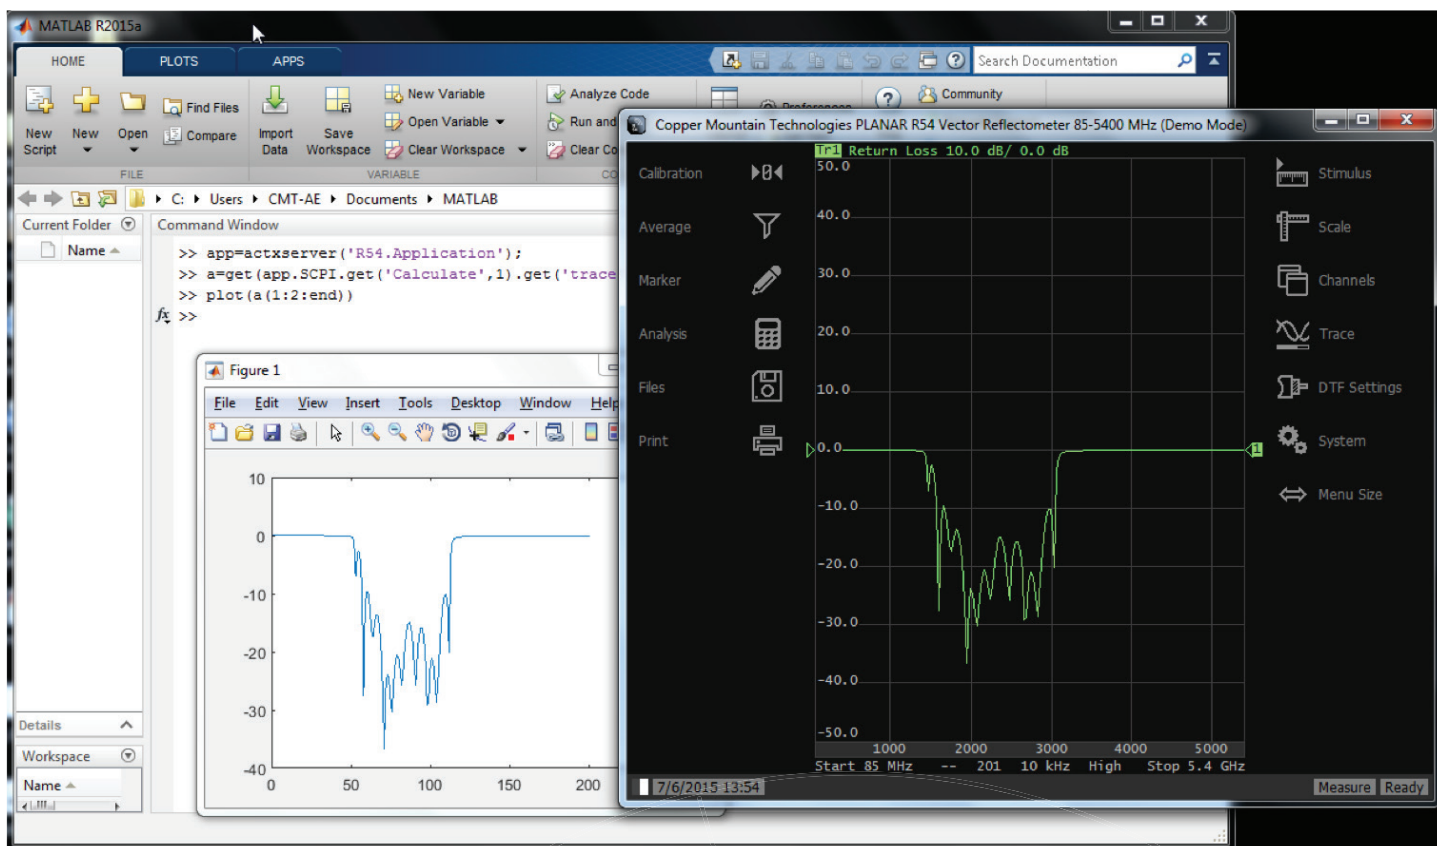 MATLAB R2015a
HOME PLOTS APPS
Search Documentation
New Script
New
Open
Find Files
Compare
Import Data
Save Workspace
New Variable
Open Variable
Clear Workspace
Analyze Code
Run and
Clear Co
Preferences
Community
FILE VARIABLE CO
C: Users CMT-AE Documents MATLAB
Current Folder
Name
Command Window
>> app=actxserver('R54.Application');
>> a=get(app.SCPI.get('Calculate',1).get('trace
>> plot(a(1:2:end))
fx >>
Details
Workspace
Name
Figure 1
File Edit View Insert Tools Desktop Window Help
10
0
-10
-20
-30
-40
0 50 100 150 200
Copper Mountain Technologies PLANAR R54 Vector Reflectometer 85-5400 MHz (Demo Mode)
Tr1 Return Loss 10.0 dB/ 0.0 dB
Calibration
Average
Marker
Analysis
Files
Print
50.0
40.0
30.0
20.0
10.0
0.0
-10.0
-20.0
-30.0
-40.0
-50.0
1
1000 2000 3000 4000 5000
Start 85 MHz -- 201 10 kHz High Stop 5.4 GHz
Stimulus
Scale
Channels
Trace
DTF Settings
System
Menu Size
7/6/2015 13:54
Measure Ready